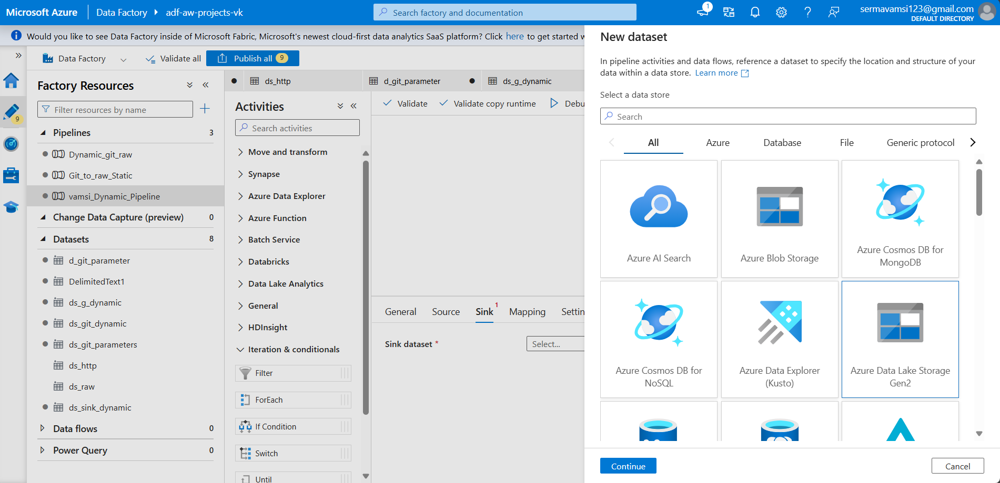 Microsoft Azure
Data Factory
adf-aw-projects-vk
Search factory and documentation
1
sermavamsi123@gmail.com
DEFAULT DIRECTORY
Would you like to see Data Factory inside of Microsoft Fabric, Microsoft's newest cloud-first data analytics SaaS platform? Click here to get started
Data Factory
Validate all
Publish all
9
9
Factory Resources
Filter resources by name
Pipelines
3
Dynamic_git_raw
Git_to_raw_Static
vamsi_Dynamic_Pipeline
Change Data Capture (preview)
0
Datasets
8
d_git_parameter
DelimitedText1
ds_g_dynamic
ds_git_dynamic
ds_git_parameters
ds_http
ds_raw
ds_sink_dynamic
Data flows
0
Power Query
0
ds_http
d_git_parameter
ds_g_dynamic
Activities
Search activities
Move and transform
Synapse
Azure Data Explorer
Azure Function
Batch Service
Databricks
Data Lake Analytics
General
HDInsight
Iteration & conditionals
Filter
ForEach
If Condition
Switch
Until
Validate
Validate copy runtime
Debu
General
Source
Sink
1
Mapping
Settin
Sink dataset *
Select...
New dataset
In pipeline activities and data flows, reference a dataset to specify the location and structure of your
data within a data store. Learn more
Select a data store
Search
All
Azure
Database
File
Generic protocol
Azure AI Search
Azure Blob Storage
Azure Cosmos DB for
MongoDB
Azure Cosmos DB for
NoSQL
Azure Data Explorer
(Kusto)
Azure Data Lake Storage
Gen2
Continue
Cancel